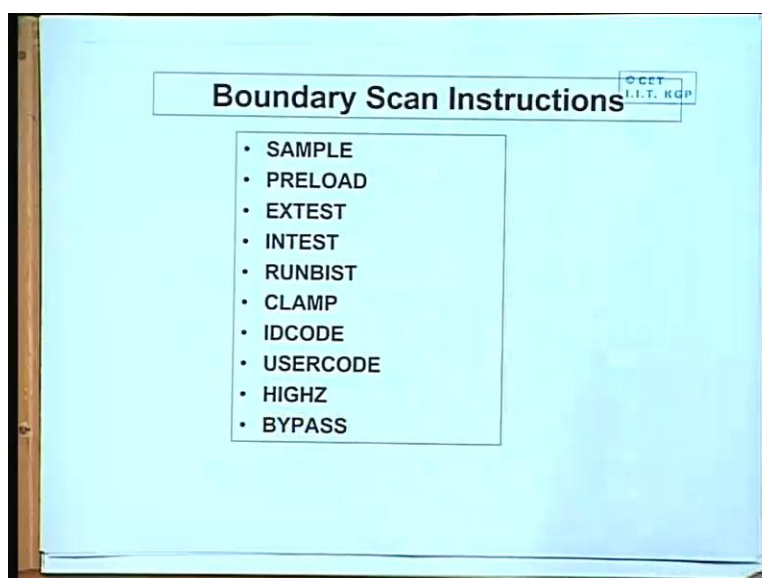 Boundary Scan Instructions
© CET
I.I.T. KGP
• SAMPLE
• PRELOAD
• EXTEST
• INTEST
• RUNBIST
• CLAMP
• IDCODE
• USERCODE
• HIGHZ
• BYPASS